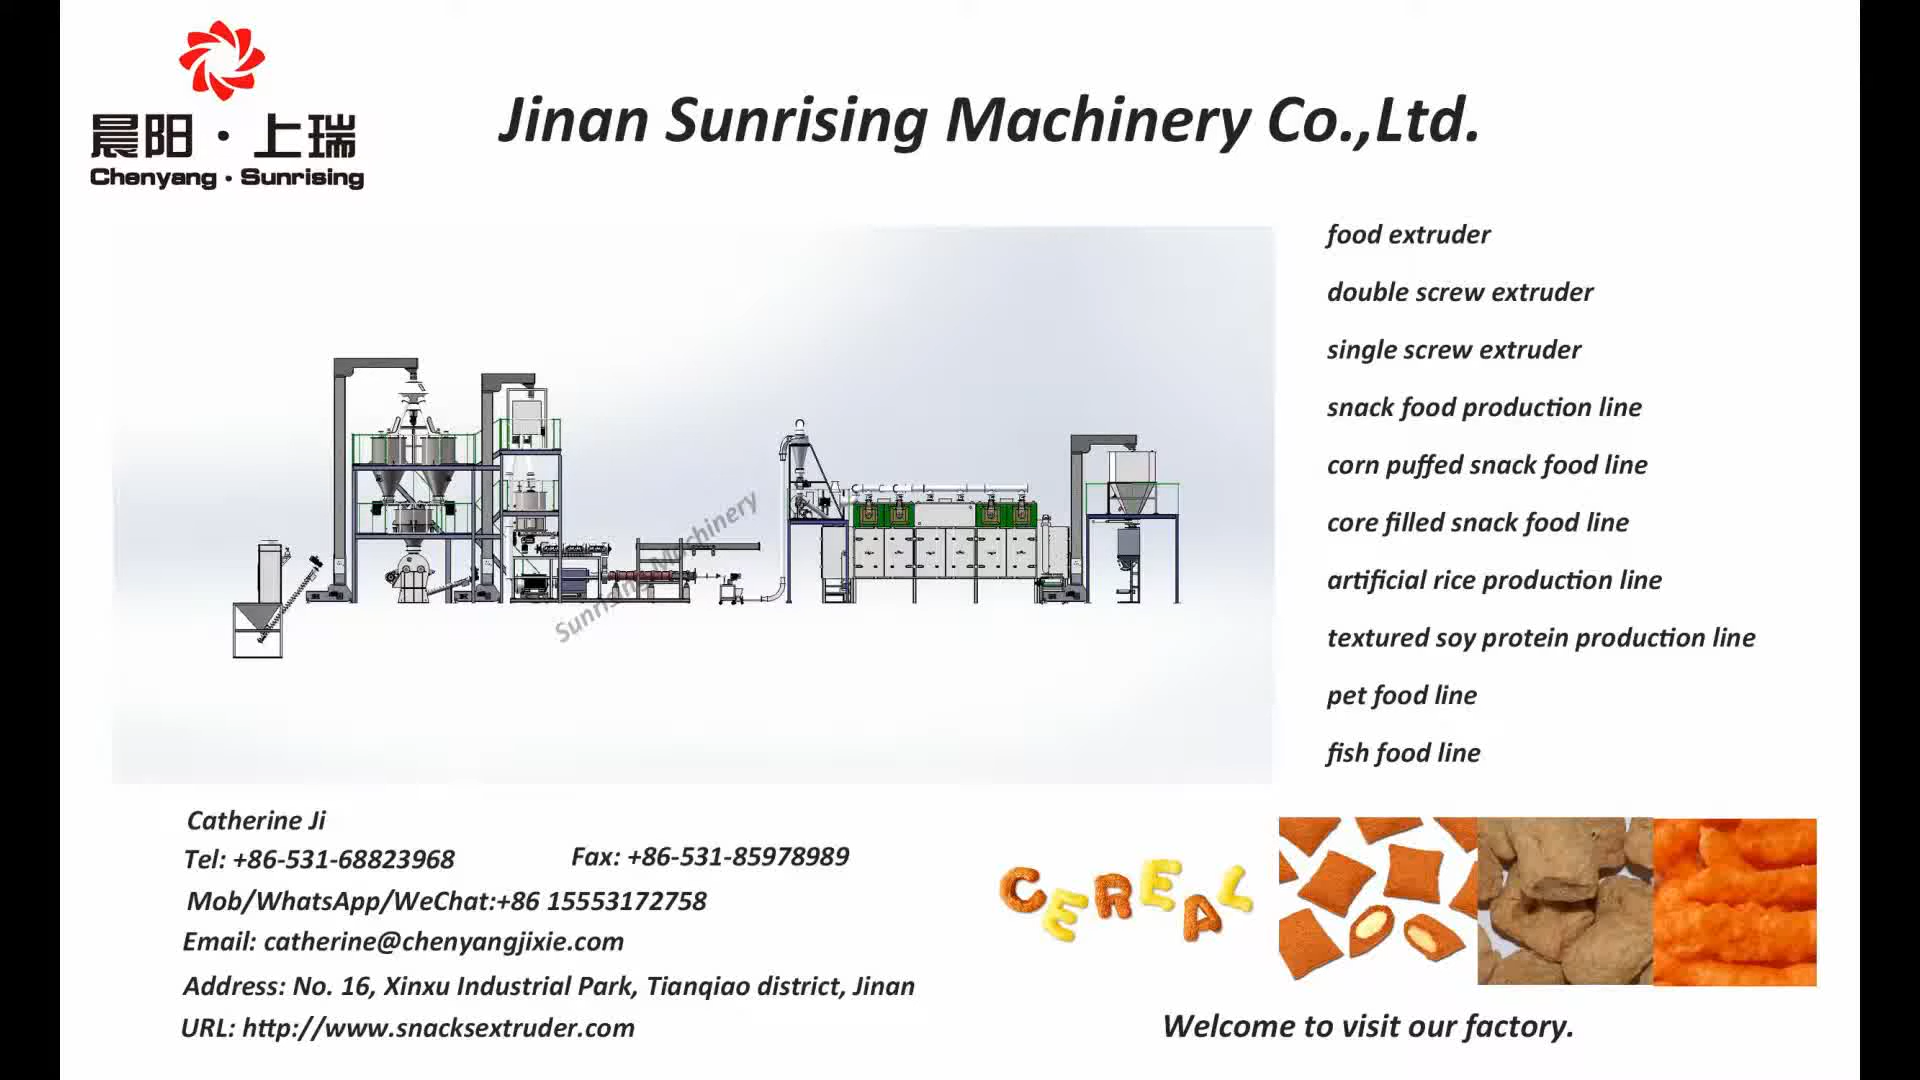 晨阳·上瑞
Chenyang·Sunrising
Jinan Sunrising Machinery Co.,Ltd.
food extruder
double screw extruder
single screw extruder
snack food production line
corn puffed snack food line
core filled snack food line
artificial rice production line
textured soy protein production line
pet food line
fish food line
Sunrising Machinery
Catherine Ji
Tel: +86-531-68823968 Fax: +86-531-85978989
Mob/WhatsApp/WeChat:+86 15553172758
Email: catherine@chenyangjixie.com
Address: No. 16, Xinxu Industrial Park, Tianqiao district, Jinan
URL: http://www.snacksextruder.com
CEREAL
Welcome to visit our factory.